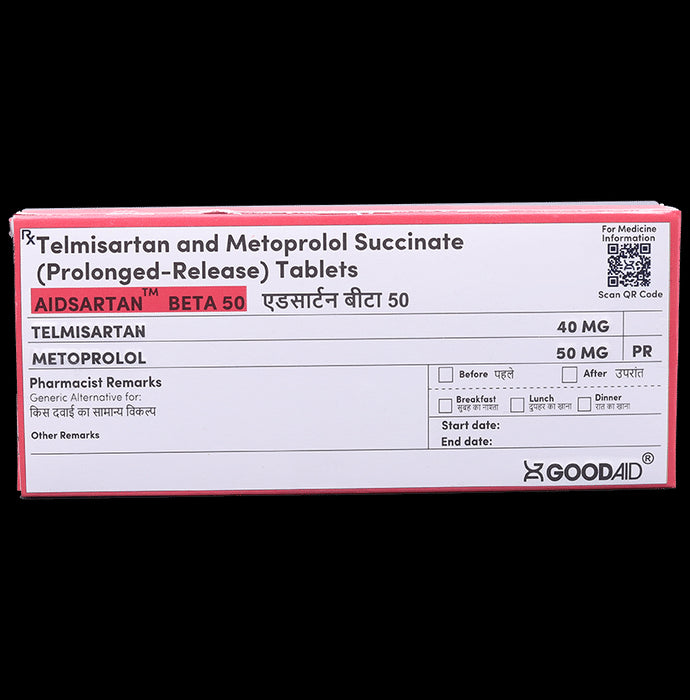 Rx Telmisartan and Metoprolol Succinate
(Prolonged-Release) Tablets
For Medicine
Information
Scan QR Code
AIDSARTAN™ BETA 50 एडसार्टन बीटा 50
TELMISARTAN 40 MG
METOPROLOL 50 MG PR
Pharmacist Remarks
Generic Alternative for:
किस दवाई का सामान्य विकल्प
Other Remarks
Before पहले After उपरांत
Breakfast Lunch Dinner
सुबह का नाश्ता दुपहर का खाना रात का खाना
Start date:
End date:
GOODAID®